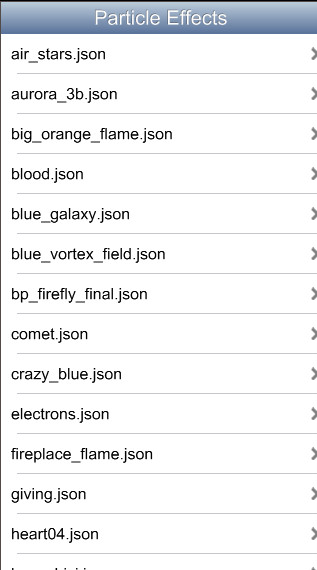 Particle Effects
air_stars.json
aurora_3b.json
big_orange_flame.json
blood.json
blue_galaxy.json
blue_vortex_field.json
bp_firefly_final.json
comet.json
crazy_blue.json
electrons.json
fireplace_flame.json
giving.json
heart04.json